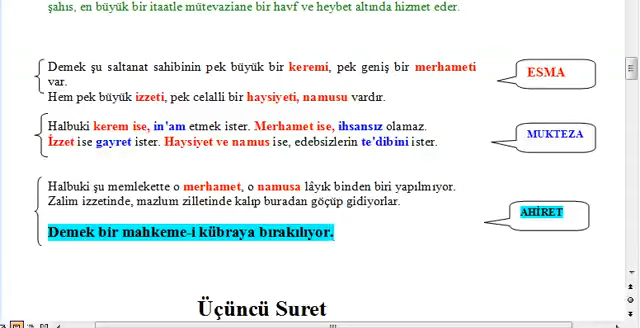 şahıs, en büyük bir itaatle mütevaziane bir havf ve heybet altında hizmet eder.
Demek şu saltanat sahibinin pek büyük bir keremi, pek geniş bir merhameti
var.
Hem pek büyük izzeti, pek celalli bir haysiyeti, namusu vardır.
ESMA
Halbuki kerem ise, in'am etmek ister. Merhamet ise, ihsansız olamaz.
İzzet ise gayret ister. Haysiyet ve namus ise, edebsizlerin te'dibini ister.
MUKTEZA
Halbuki şu memlekette o merhamet, o namusa lâyık binden biri yapılmıyor.
Zalim izzetinde, mazlum zilletinde kalıp buradan göçüp gidiyorlar.
Demek bir mahkeme-i kübraya bırakılıyor.
AHİRET
Üçüncü Suret